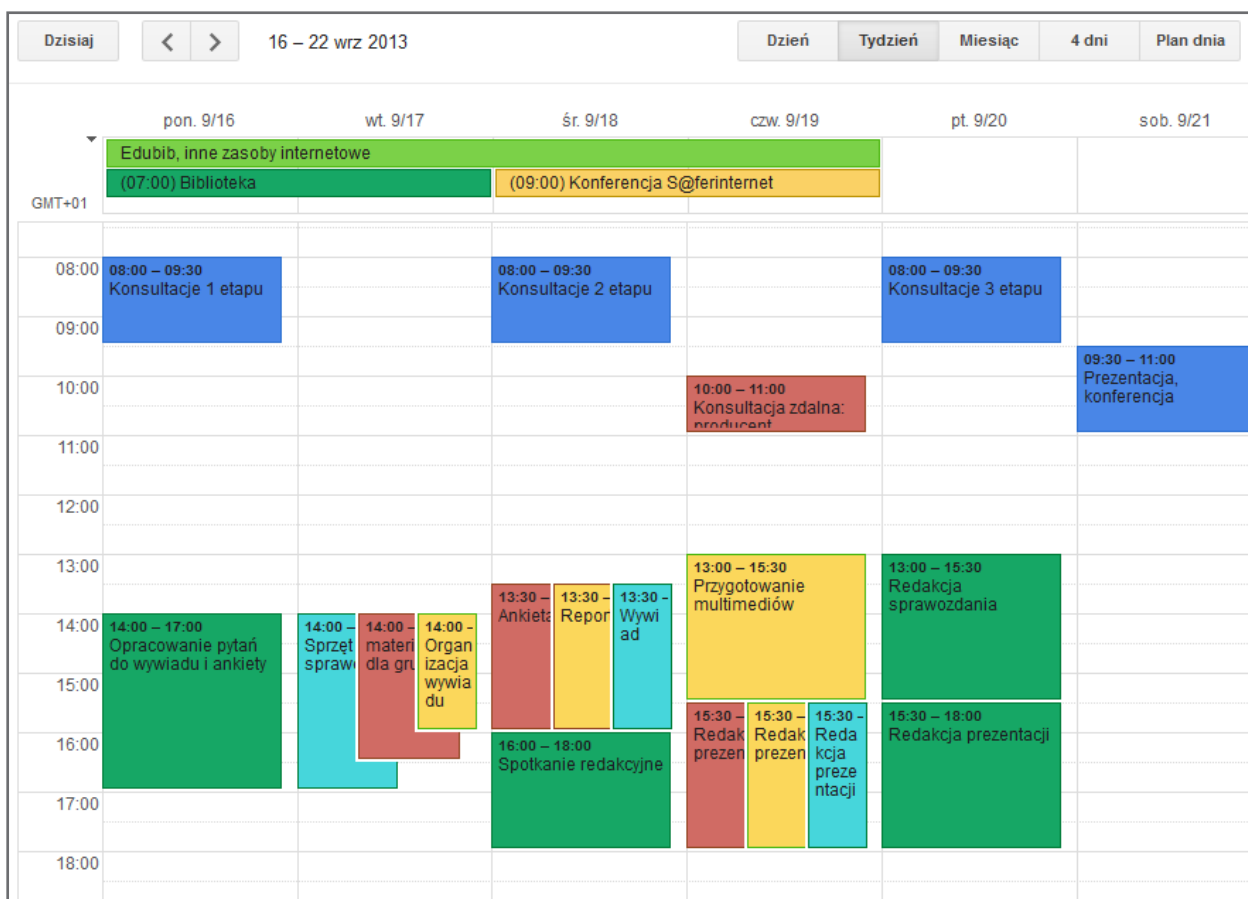 Dzisiaj
16 – 22 wrz 2013
Dzień Tydzień Miesiąc 4 dni Plan dnia
pon. 9/16 wt. 9/17 śr. 9/18 czw. 9/19 pt. 9/20 sob. 9/21
Edubib, inne zasoby internetowe
(07:00) Biblioteka
(09:00) Konferencja S@ferinternet
GMT+01
08:00
09:00
10:00
11:00
12:00
13:00
14:00
15:00
16:00
17:00
18:00
08:00 – 09:30
Konsultacje 1 etapu
14:00 – 17:00
Opracowanie pytań
do wywiadu i ankiety
14:00 –
Sprzęt
spraw
14:00 –
materi
dla gru
14:00 –
Organ
izacja
wywia
du
08:00 – 09:30
Konsultacje 2 etapu
13:30 –
Ankieta
13:30 –
Repor
13:30 –
Wywi
ad
16:00 – 18:00
Spotkanie redakcyjne
10:00 – 11:00
Konsultacja zdalna:
producent
13:00 – 15:30
Przygotowanie
multimediów
15:30 –
Redak
prezen
15:30 –
Redak
prezen
15:30 –
Reda
kcja
preze
ntacji
08:00 – 09:30
Konsultacje 3 etapu
13:00 – 15:30
Redakcja
sprawozdania
15:30 – 18:00
Redakcja prezentacji
09:30 – 11:00
Prezentacja,
konferencja